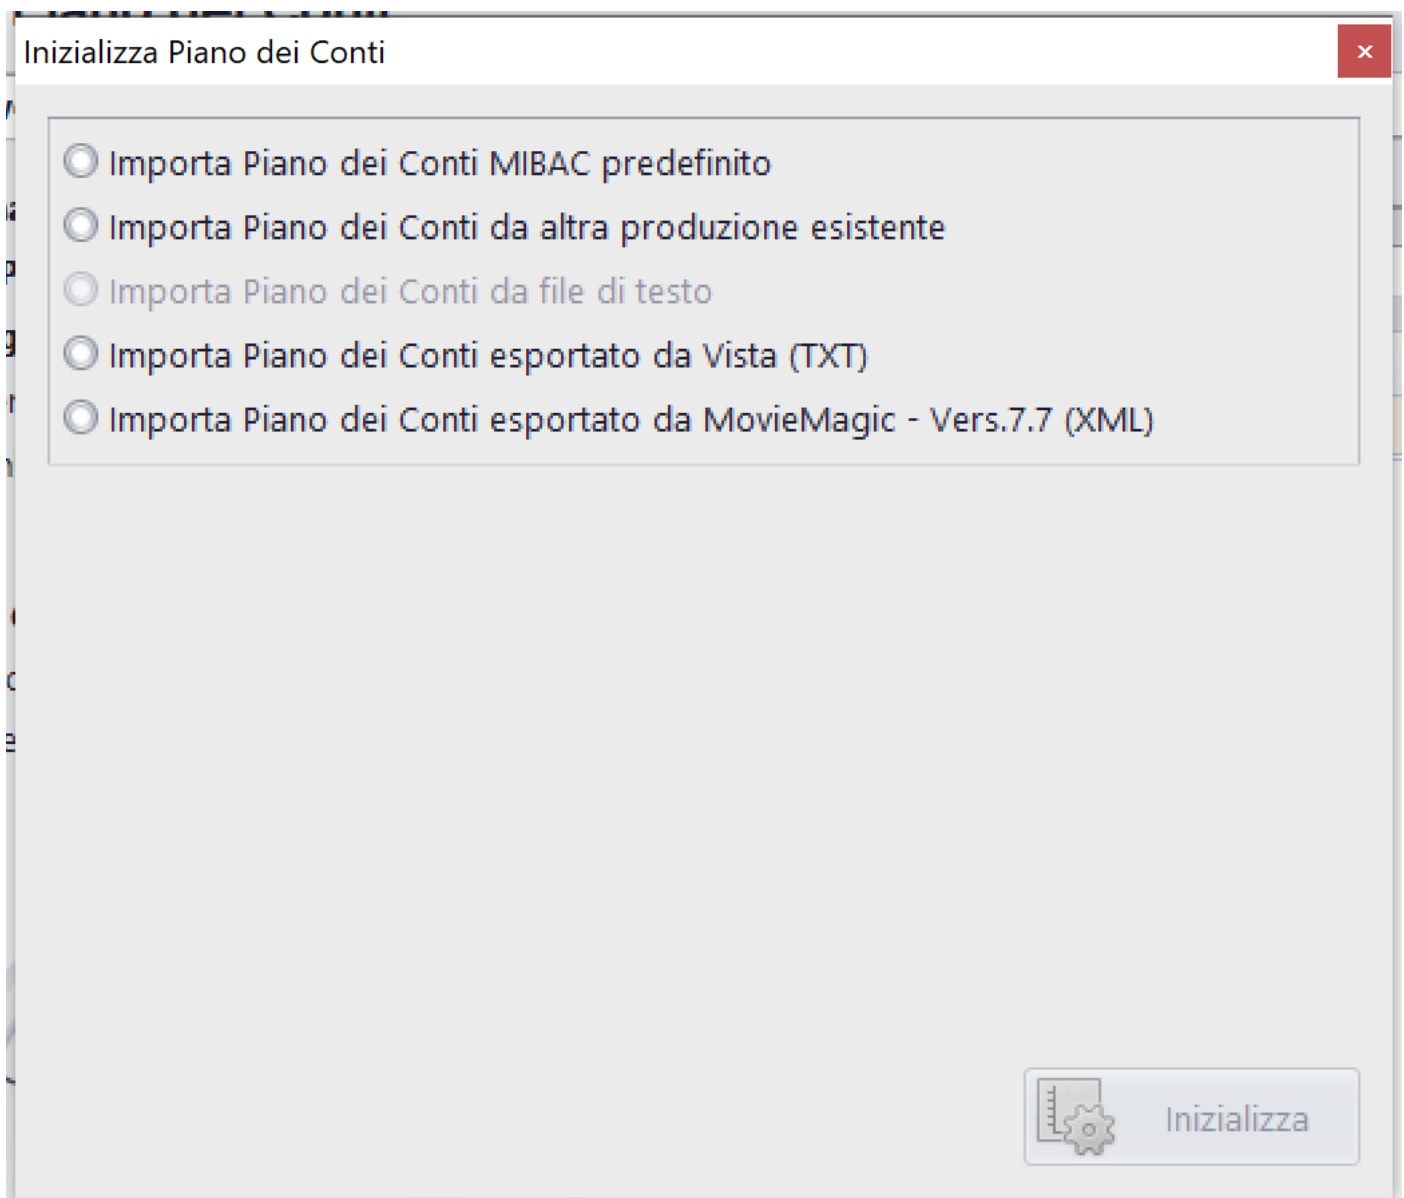 Inizializza Piano dei Conti
Importa Piano dei Conti MIBAC predefinito
Importa Piano dei Conti da altra produzione esistente
Importa Piano dei Conti da file di testo
Importa Piano dei Conti esportato da Vista (TXT)
Importa Piano dei Conti esportato da MovieMagic - Vers.7.7 (XML)
Inizializza